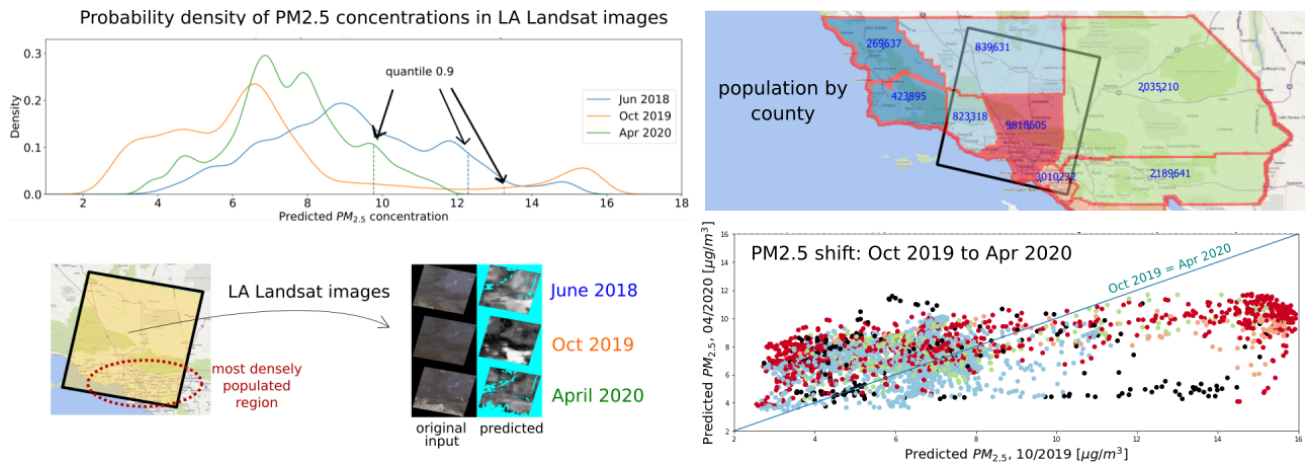 Probability density of PM2.5 concentrations in LA Landsat images
0.3
0.2
0.1
0.0
Density
quantile 0.9
Jun 2018
Oct 2019
Apr 2020
2
4
6
8
10
12
14
16
18
Predicted PM2.5 concentration
population by
county
269637
839631
423895
823318
9818605
2035210
3010232
2189641
LA Landsat images
most densely
populated
region
June 2018
Oct 2019
April 2020
original
input
predicted
PM2.5 shift: Oct 2019 to Apr 2020
Oct 2019 = Apr 2020
16
14
12
10
8
6
4
2
Predicted PM2.5, 04/2020 [µg/m³]
2
4
6
8
10
12
14
16
Predicted PM2.5, 10/2019 [µg/m³]